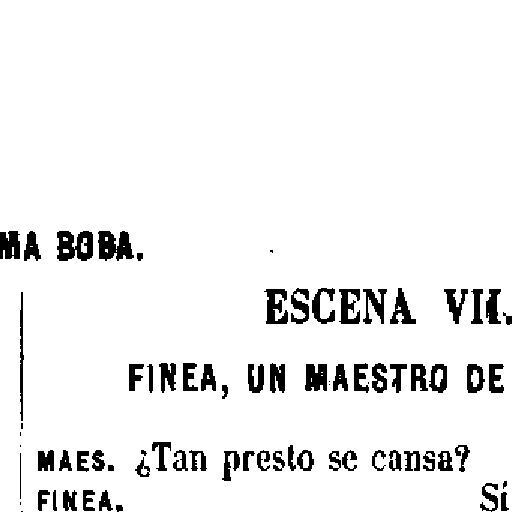 MA BOBA.
ESCENA VII.
FINEA, UN MAESTRO DE
MAES. ¿Tan presto se cansa?
FINEA. Sí